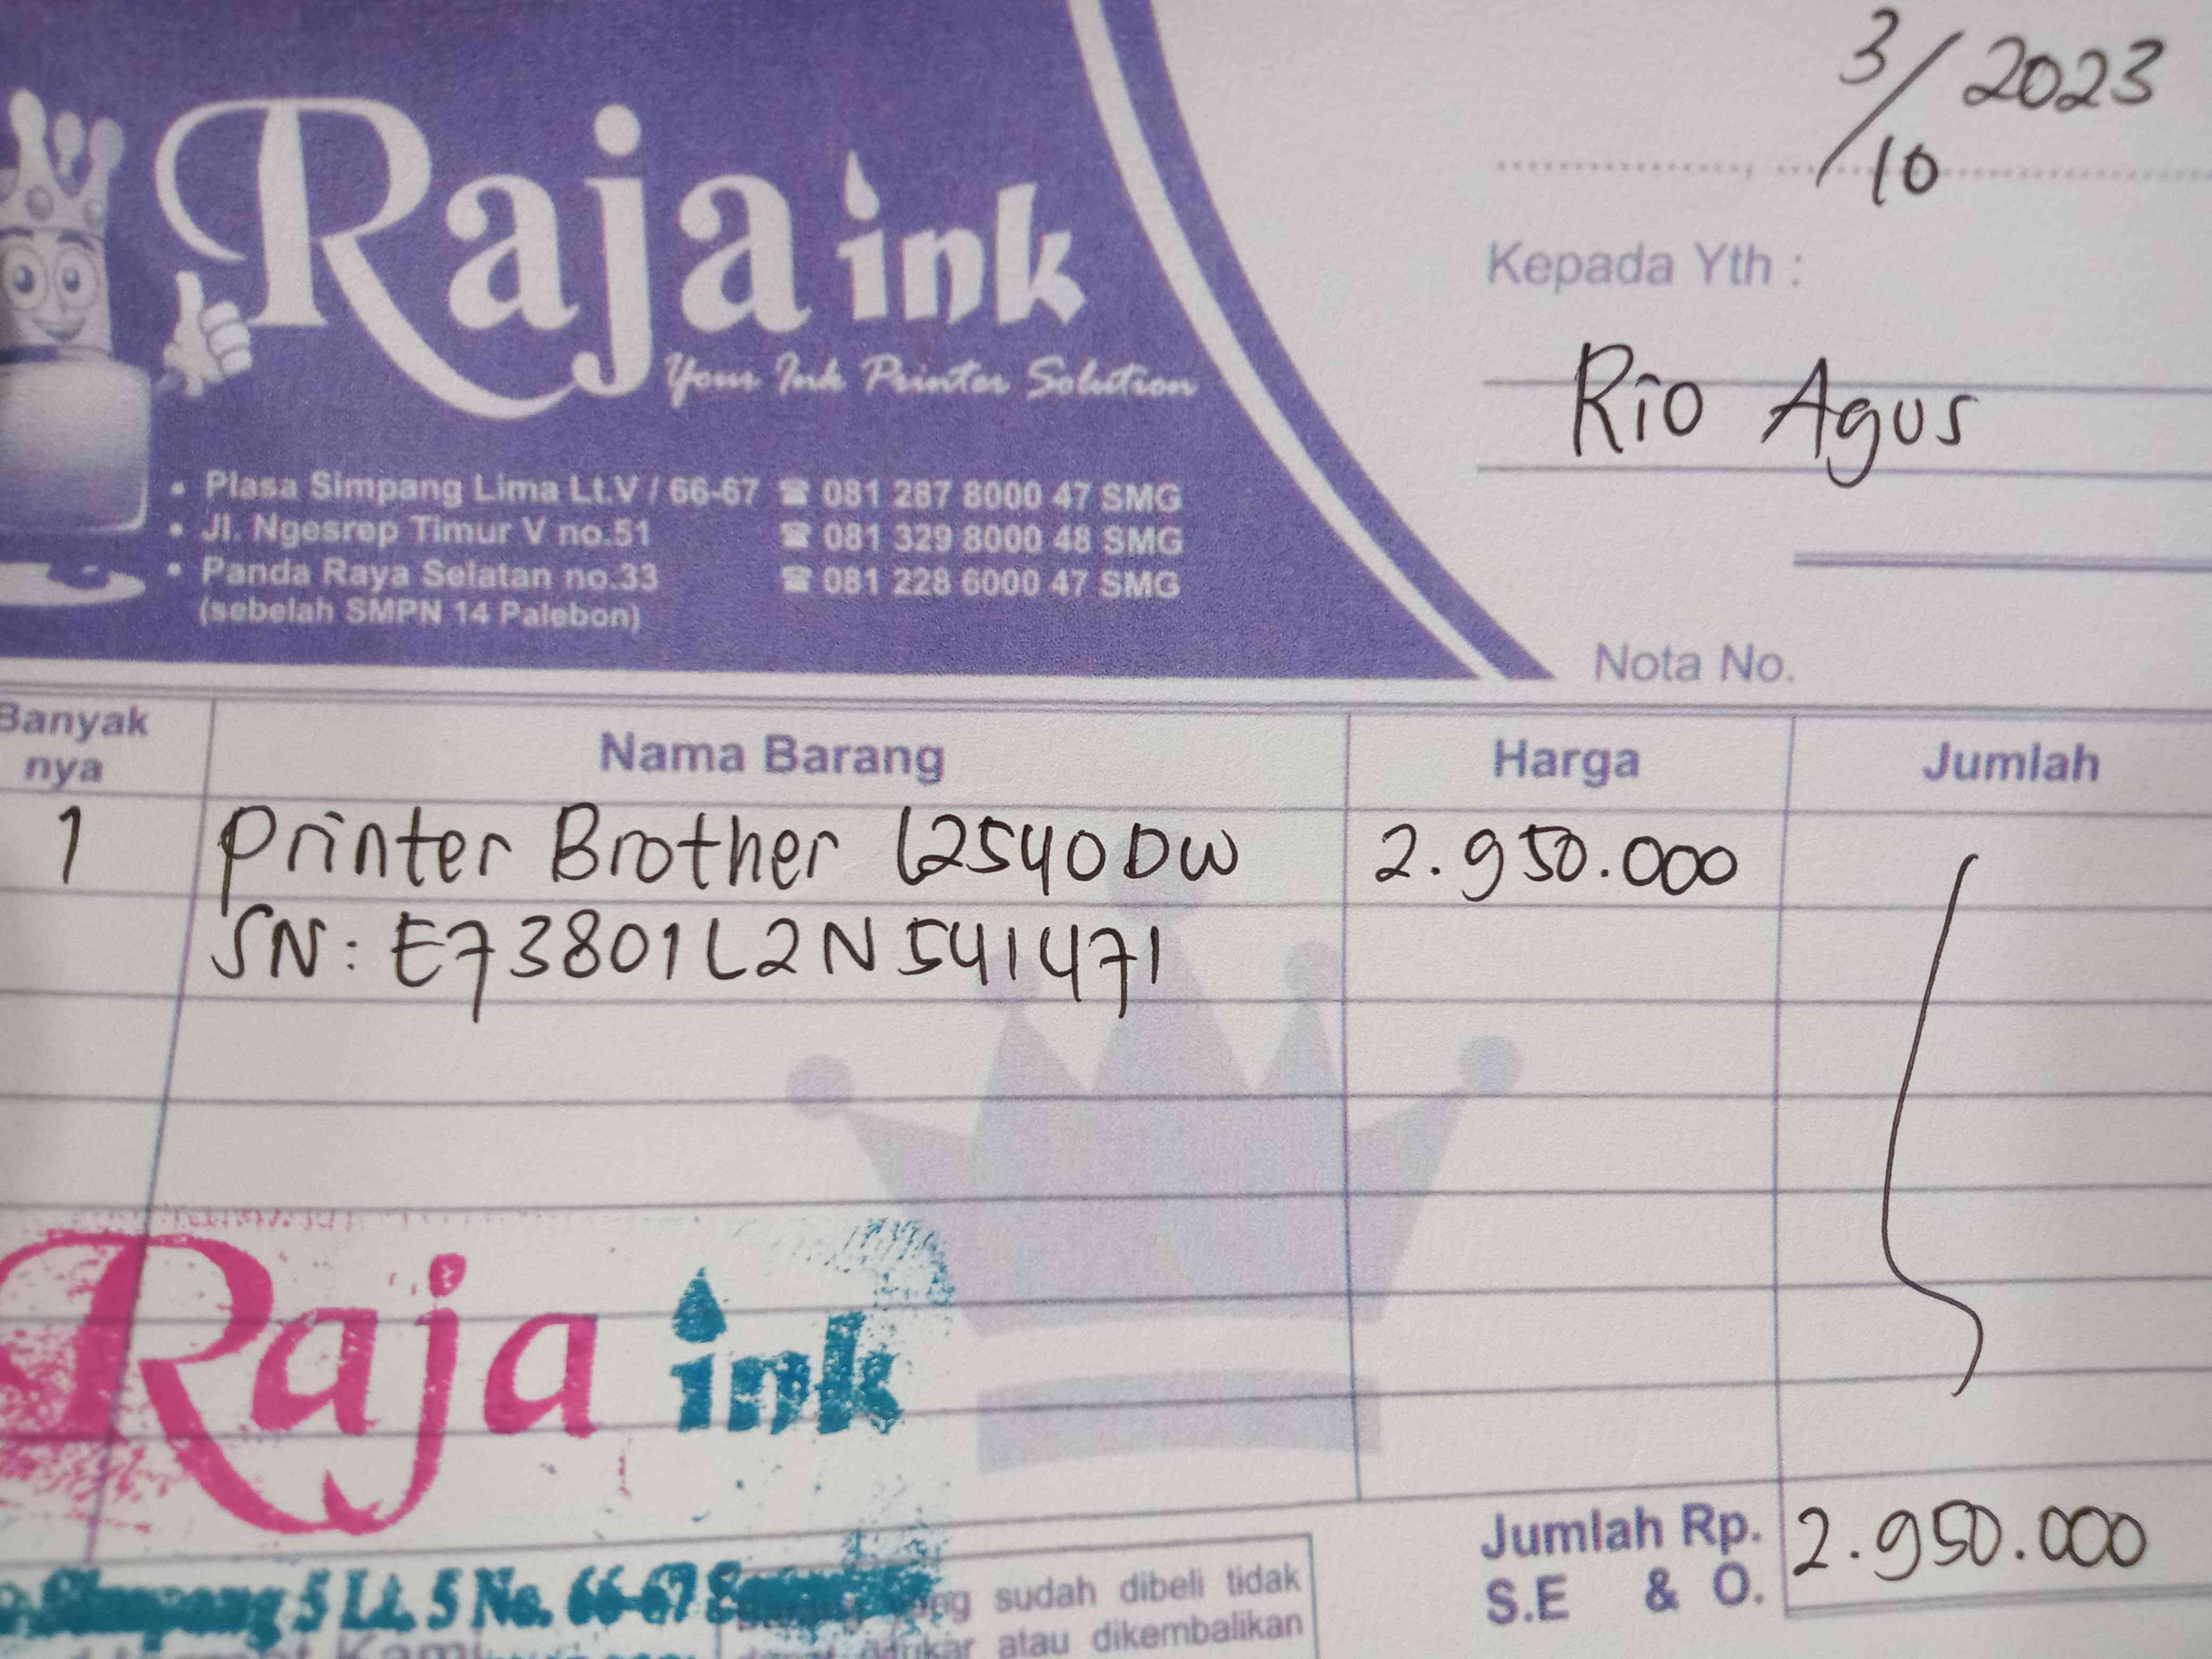 3/10 2023
Raja ink
Your Ink Printer Solution
• Plasa Simpang Lima Lt.V / 66-67 ☎ 081 287 8000 47 SMG
• Jl. Ngesrep Timur V no.51 ☎ 081 329 8000 48 SMG
• Panda Raya Selatan no.33 ☎ 081 228 6000 47 SMG
(sebelah SMPN 14 Palebon)
Kepada Yth :
Rio Agus
Nota No.
Banyak
nya
Nama Barang
Harga
Jumlah
1 Printer Brother L2540DW 2.950.000
SN: E73801L2N541471
Raja ink
Simpang 5 Lt. 5 No. 66-67
Jumlah Rp. 2.950.000
S.E & O.
sudah dibeli tidak
atau dikembalikan
Kami